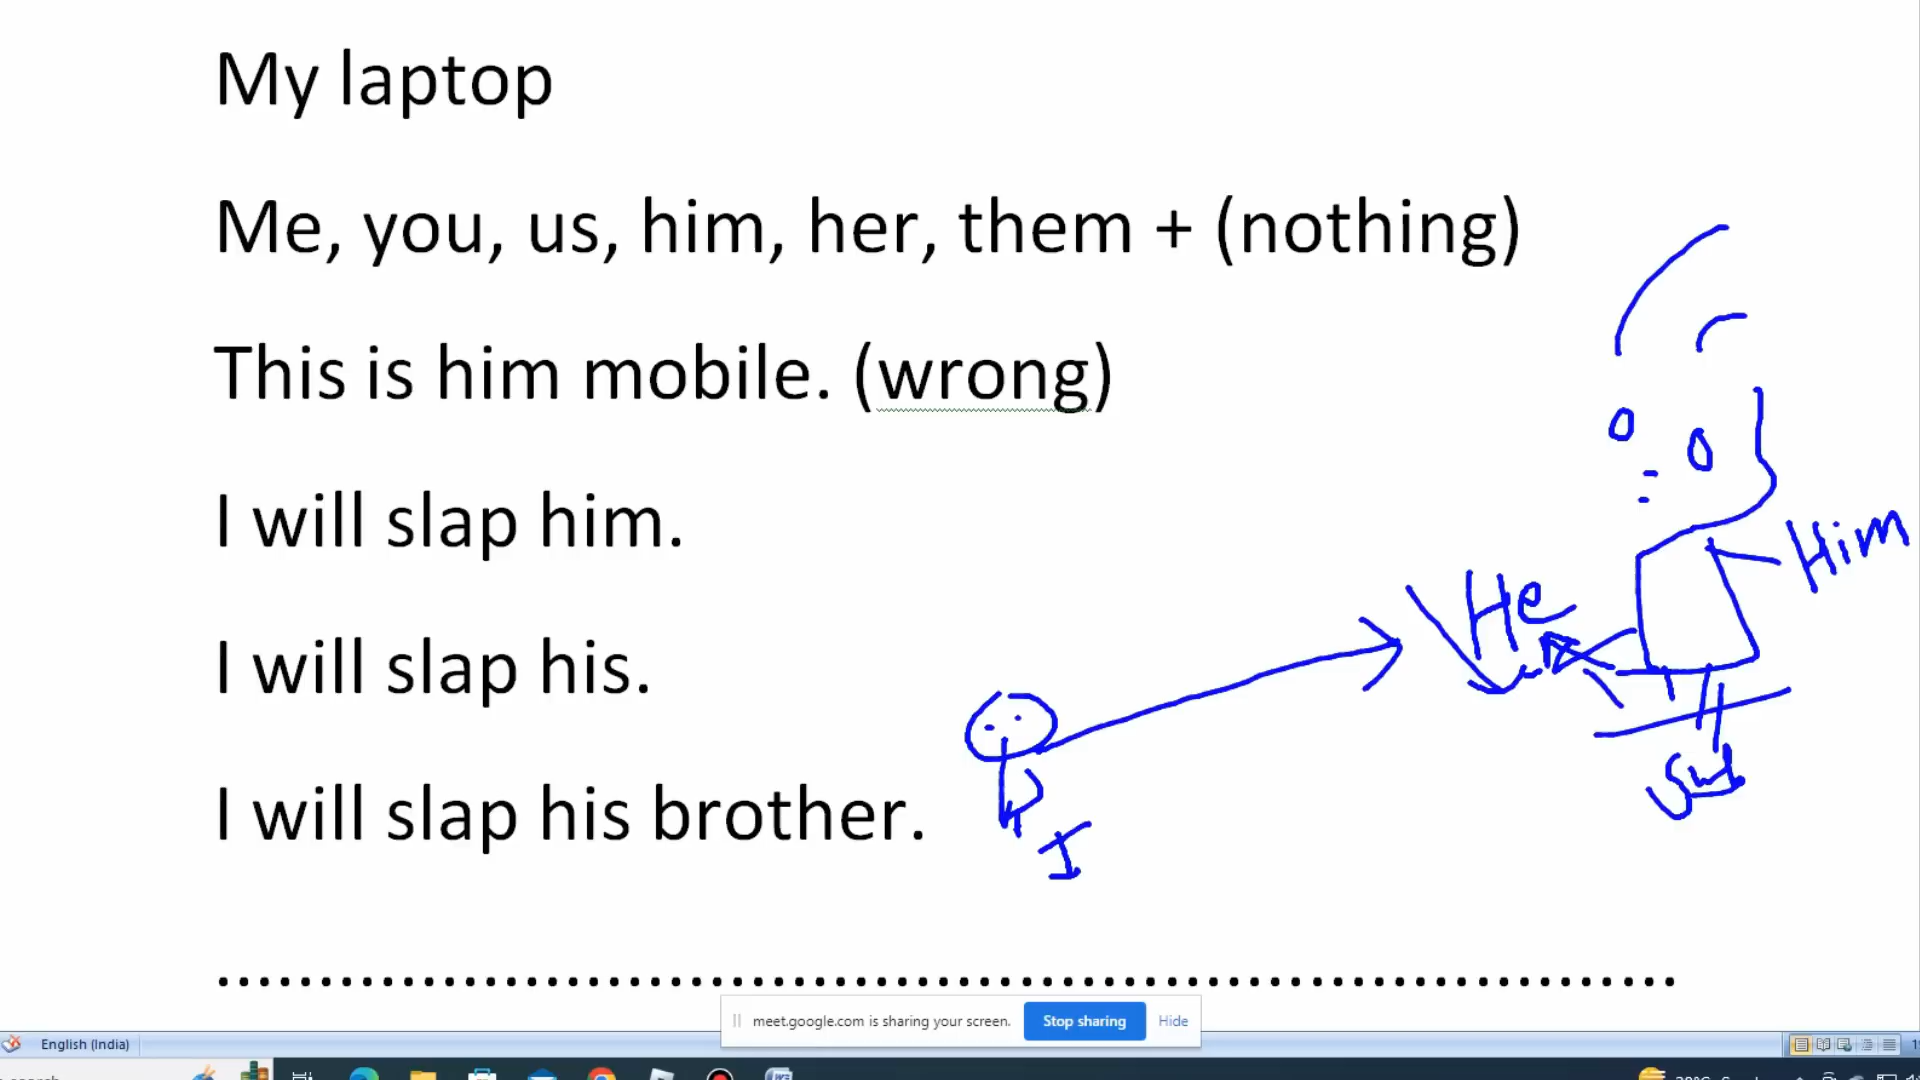 My laptop
Me, you, us, him, her, them + (nothing)
This is him mobile. (wrong)
I will slap him.
Him
He
I will slap his.
I will slap his brother.
I
meet.google.com is sharing your screen. Stop sharing Hide
English (India)